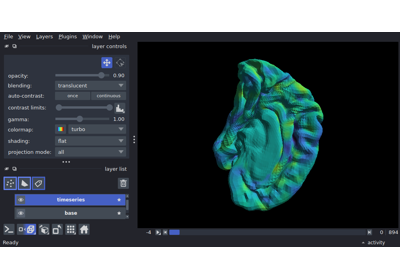 File View Layers Plugins Window Help
layer controls
opacity: 0.90
blending: translucent
auto-contrast: once continuous
contrast limits:
gamma: 1.00
colormap: turbo
shading: flat
projection mode: all
layer list
timeseries
base
-4 0 894
Ready activity